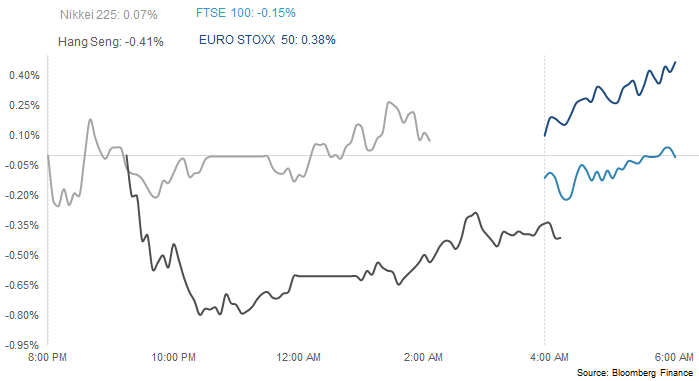 Nikkei 225: 0.07%
FTSE 100: -0.15%
Hang Seng: -0.41%
EURO STOXX 50: 0.38%
0.40%
0.25%
0.10%
-0.05%
-0.20%
-0.35%
-0.50%
-0.65%
-0.80%
-0.95%
8:00 PM
10:00 PM
12:00 AM
2:00 AM
4:00 AM
6:00 AM
Source: Bloomberg Finance